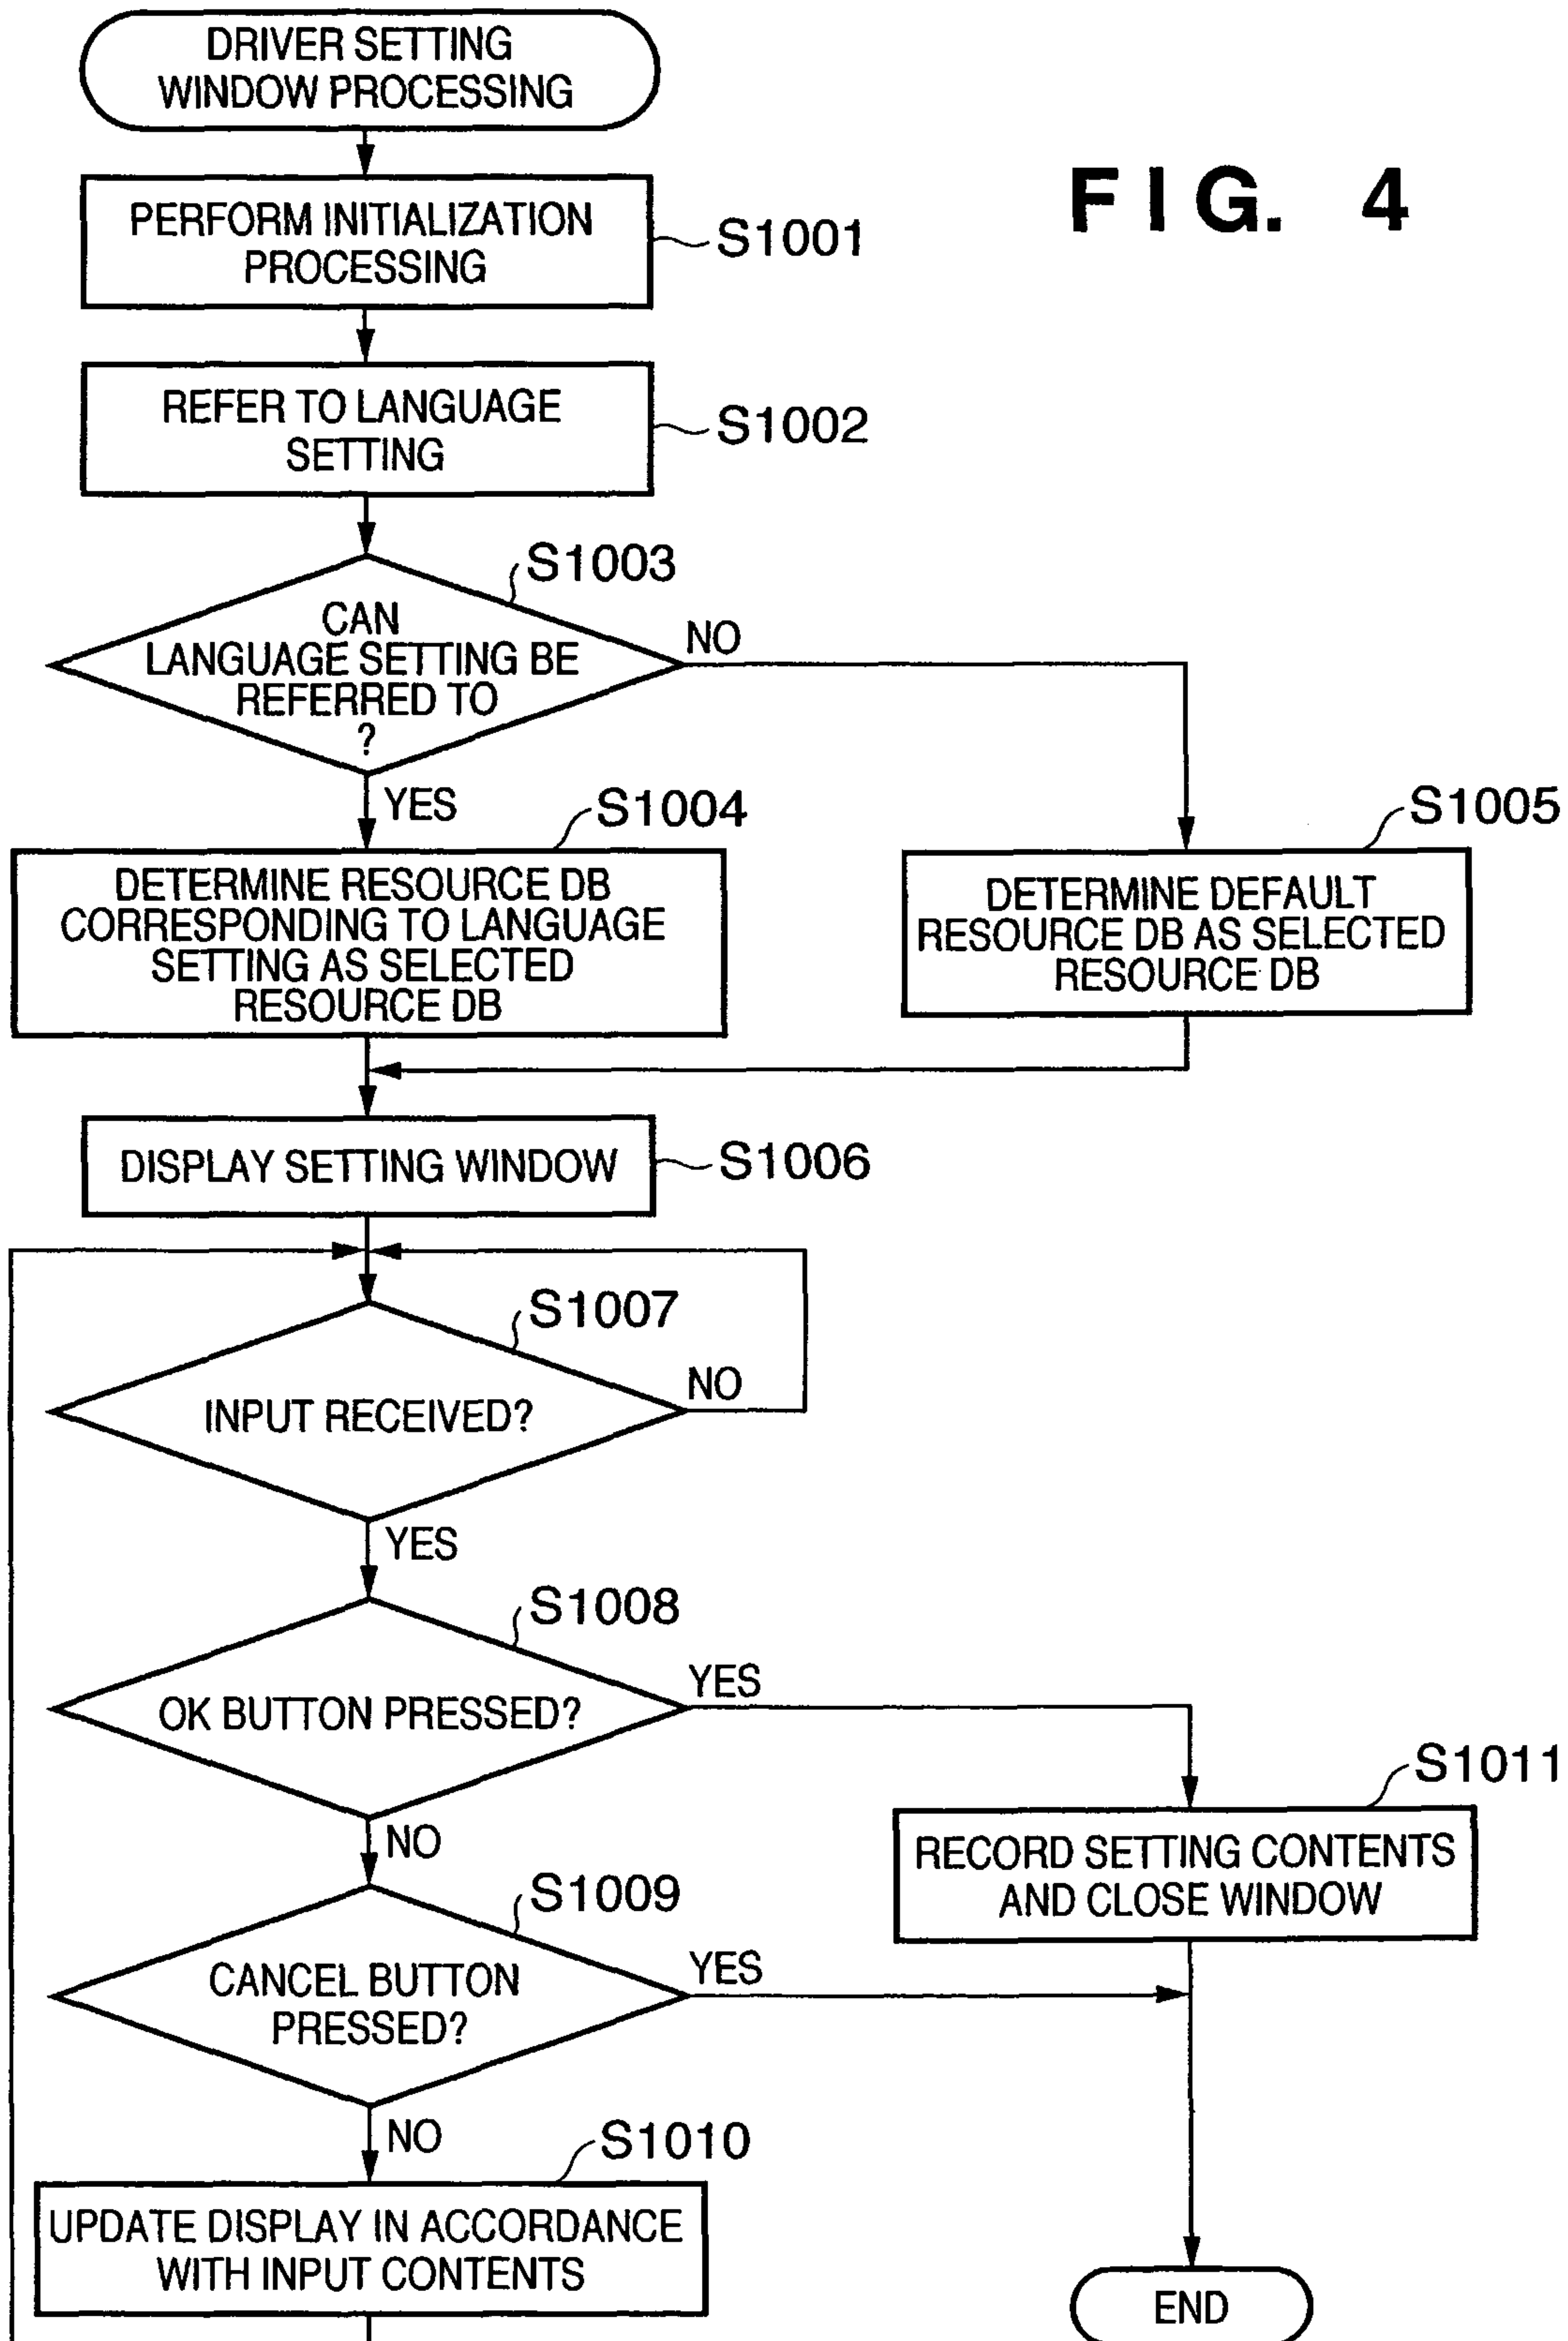 DRIVER SETTING
WINDOW PROCESSING
FIG. 4
PERFORM INITIALIZATION
PROCESSING
S1001
REFER TO LANGUAGE
SETTING
S1002
S1003
CAN
LANGUAGE SETTING BE
REFERRED TO
?
NO
YES
S1004
S1005
DETERMINE RESOURCE DB
CORRESPONDING TO LANGUAGE
SETTING AS SELECTED
RESOURCE DB
DETERMINE DEFAULT
RESOURCE DB AS SELECTED
RESOURCE DB
DISPLAY SETTING WINDOW
S1006
S1007
INPUT RECEIVED?
NO
YES
S1008
OK BUTTON PRESSED?
YES
NO
S1011
RECORD SETTING CONTENTS
AND CLOSE WINDOW
S1009
CANCEL BUTTON
PRESSED?
YES
NO
S1010
UPDATE DISPLAY IN ACCORDANCE
WITH INPUT CONTENTS
END